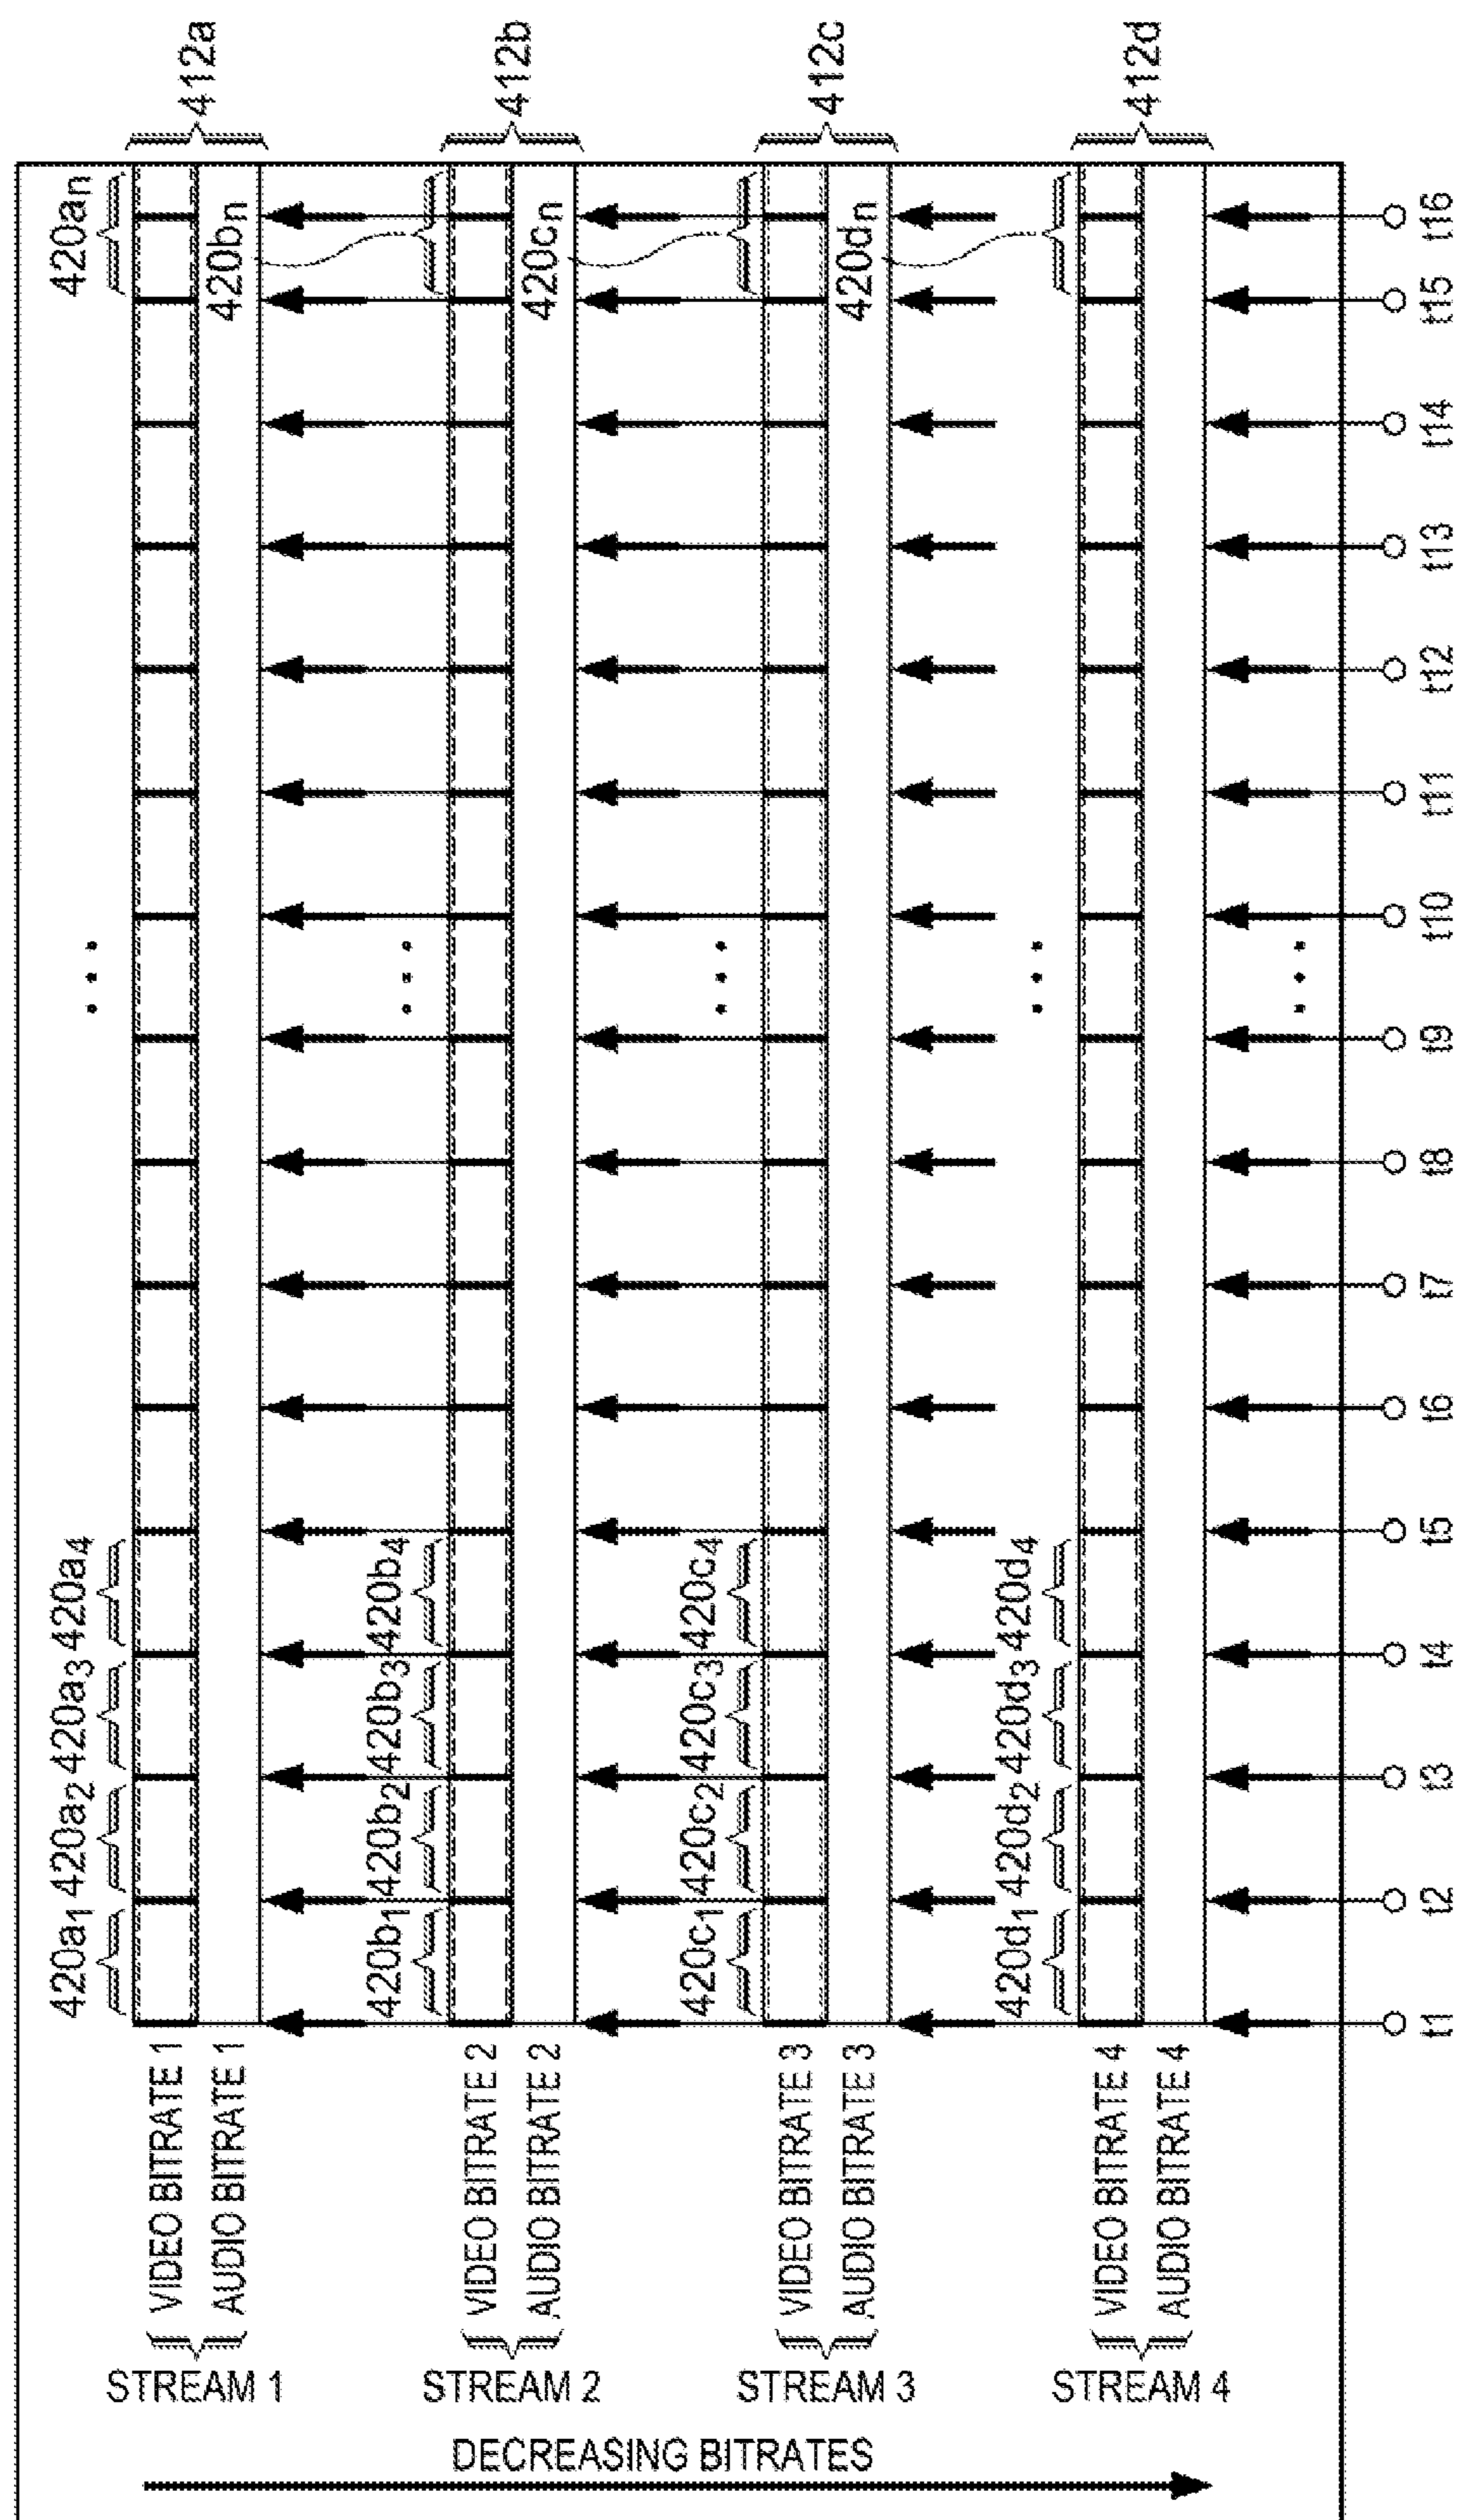 412a
412b
412c
412d
420aₙ
420bₙ
420cₙ
420dₙ
420a₁ 420a₂ 420a₃ 420a₄
420b₁ 420b₂ 420b₃ 420b₄
420c₁ 420c₂ 420c₃ 420c₄
420d₁ 420d₂ 420d₃ 420d₄
STREAM 1
VIDEO BITRATE 1
AUDIO BITRATE 1
STREAM 2
VIDEO BITRATE 2
AUDIO BITRATE 2
STREAM 3
VIDEO BITRATE 3
AUDIO BITRATE 3
STREAM 4
VIDEO BITRATE 4
AUDIO BITRATE 4
DECREASING BITRATES
t1 t2 t3 t4 t5 t6 t7 t8 t9 t10 t11 t12 t13 t14 t15 t16